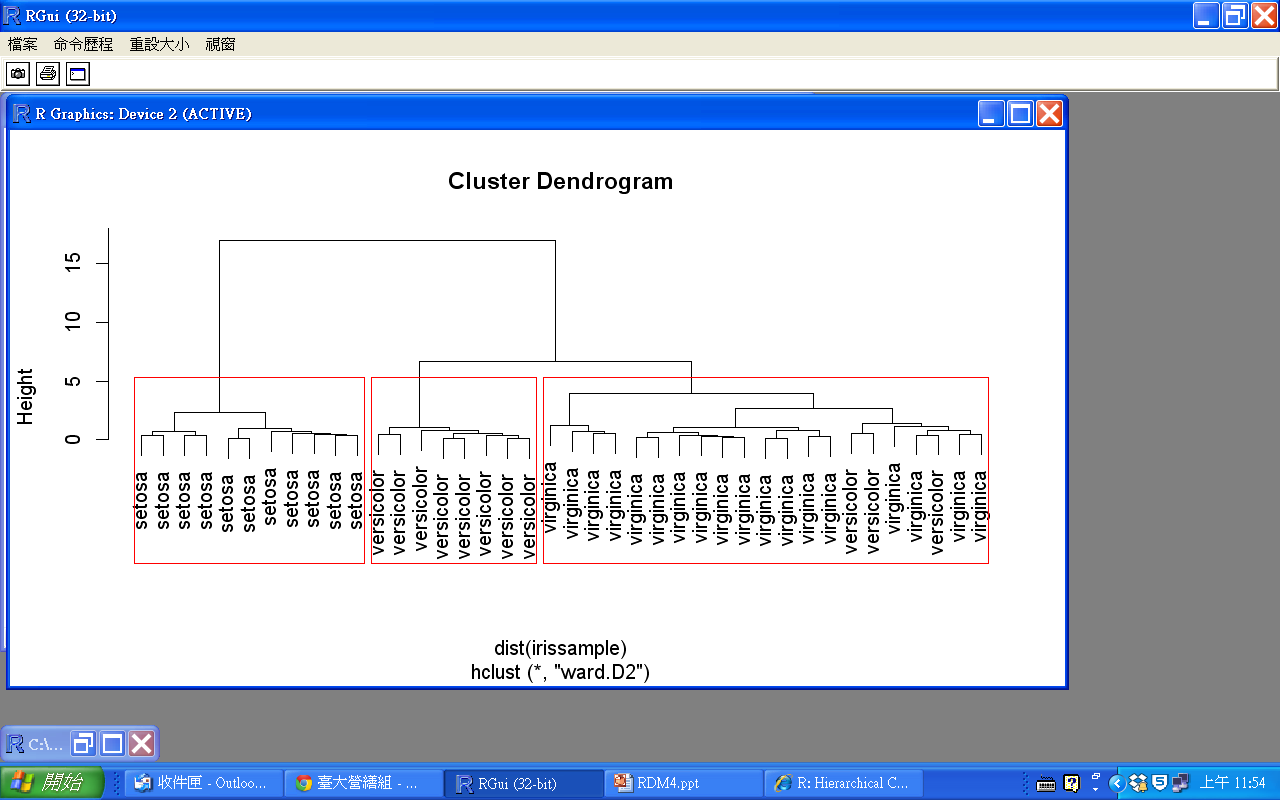 RGui (32-bit)
檔案 命令歷程 重設大小 視窗
R Graphics: Device 2 (ACTIVE)
Cluster Dendrogram
Height
0 5 10 15
setosa setosa setosa setosa setosa setosa setosa setosa setosa setosa setosa versicolor versicolor versicolor versicolor versicolor versicolor versicolor versicolor virginica virginica virginica virginica virginica virginica virginica virginica virginica virginica virginica virginica virginica virginica versicolor versicolor virginica virginica versicolor virginica virginica
dist(irissample)
hclust (*, "ward.D2")
C:\...
開始 收件匣 - Outloo... 臺大營繕組 - ... RGui (32-bit) RDM4.ppt R: Hierarchical C... 上午 11:54